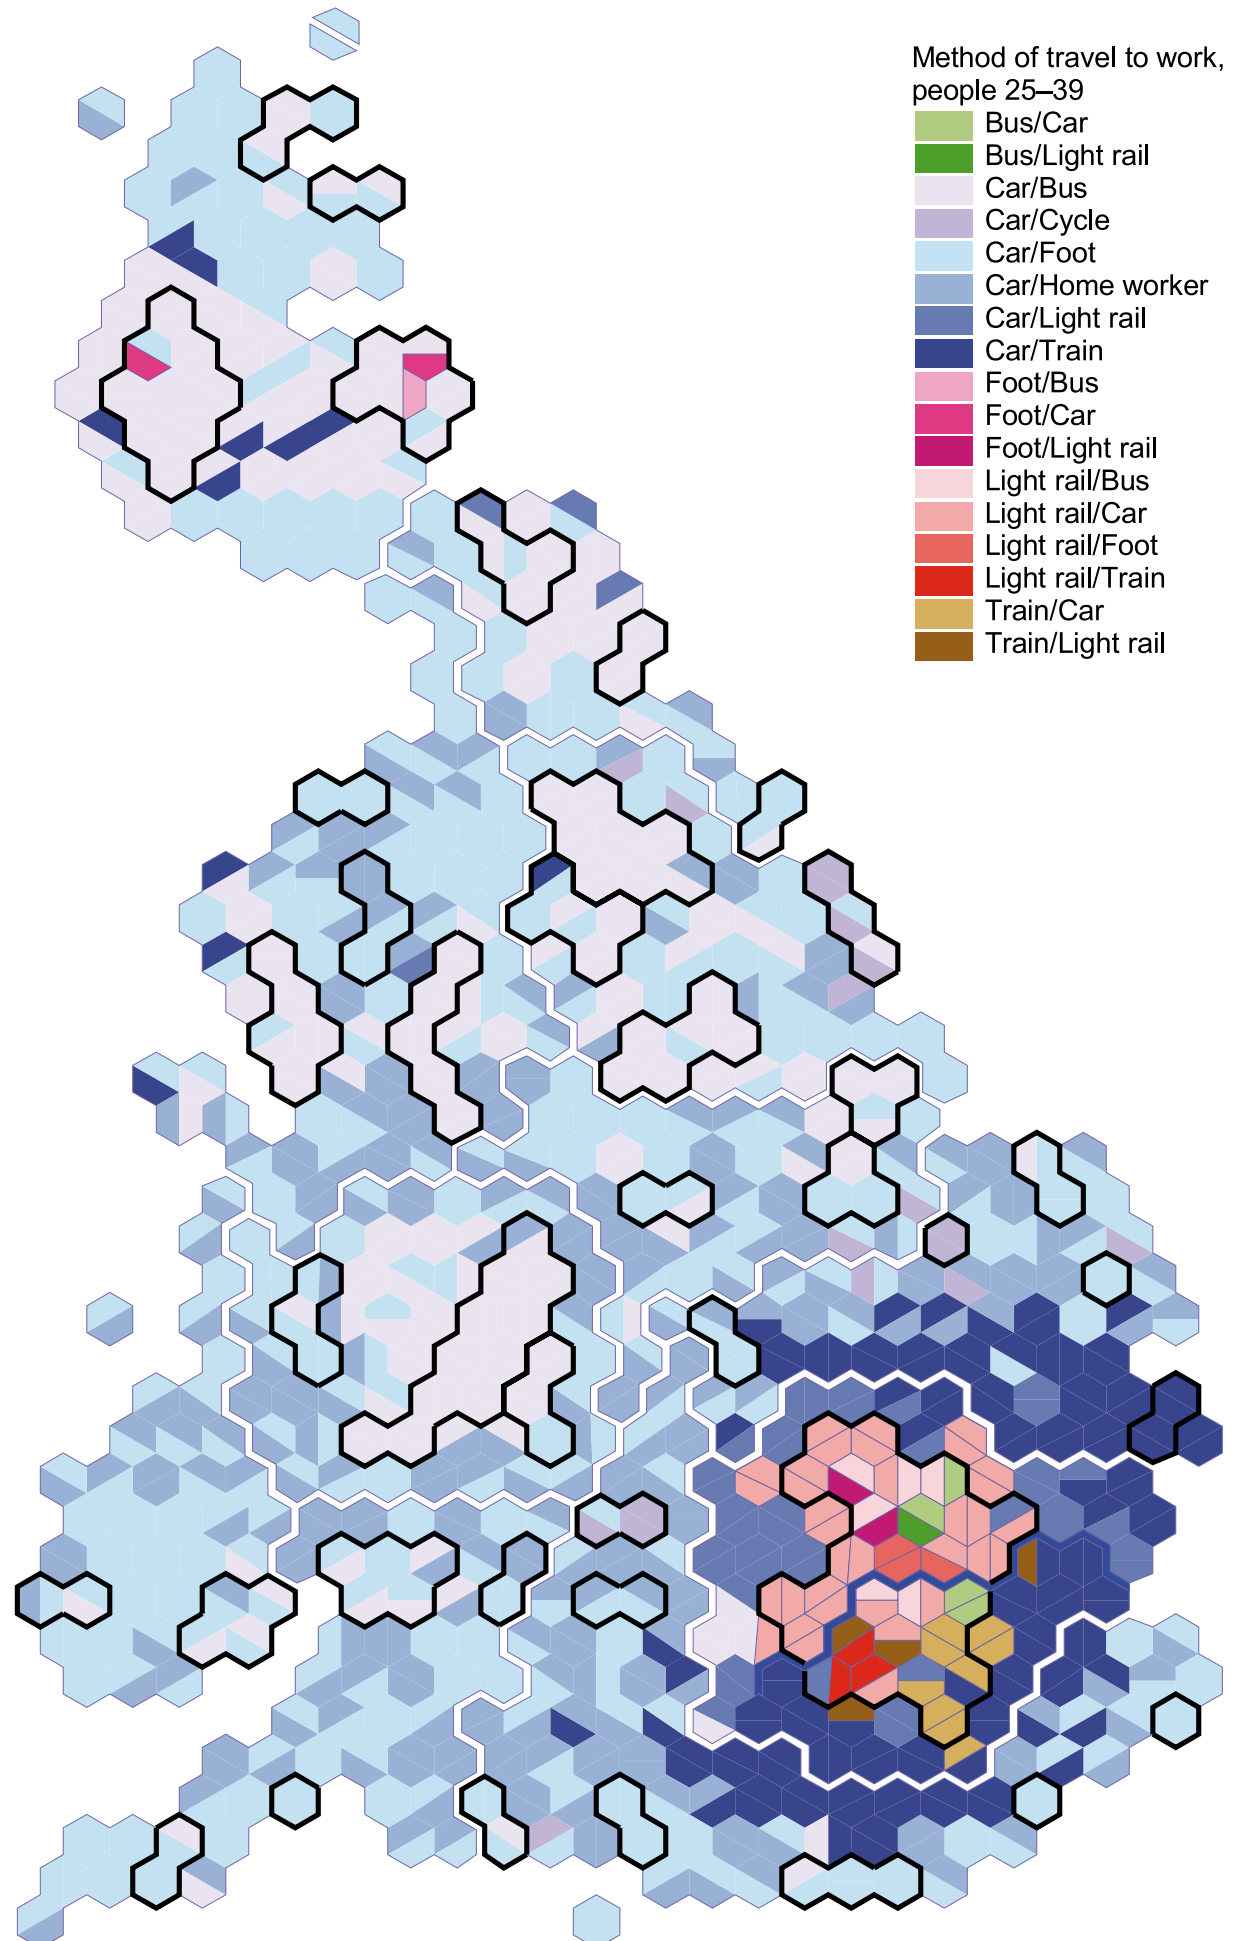 Method of travel to work,
people 25–39
Bus/Car
Bus/Light rail
Car/Bus
Car/Cycle
Car/Foot
Car/Home worker
Car/Light rail
Car/Train
Foot/Bus
Foot/Car
Foot/Light rail
Light rail/Bus
Light rail/Car
Light rail/Foot
Light rail/Train
Train/Car
Train/Light rail